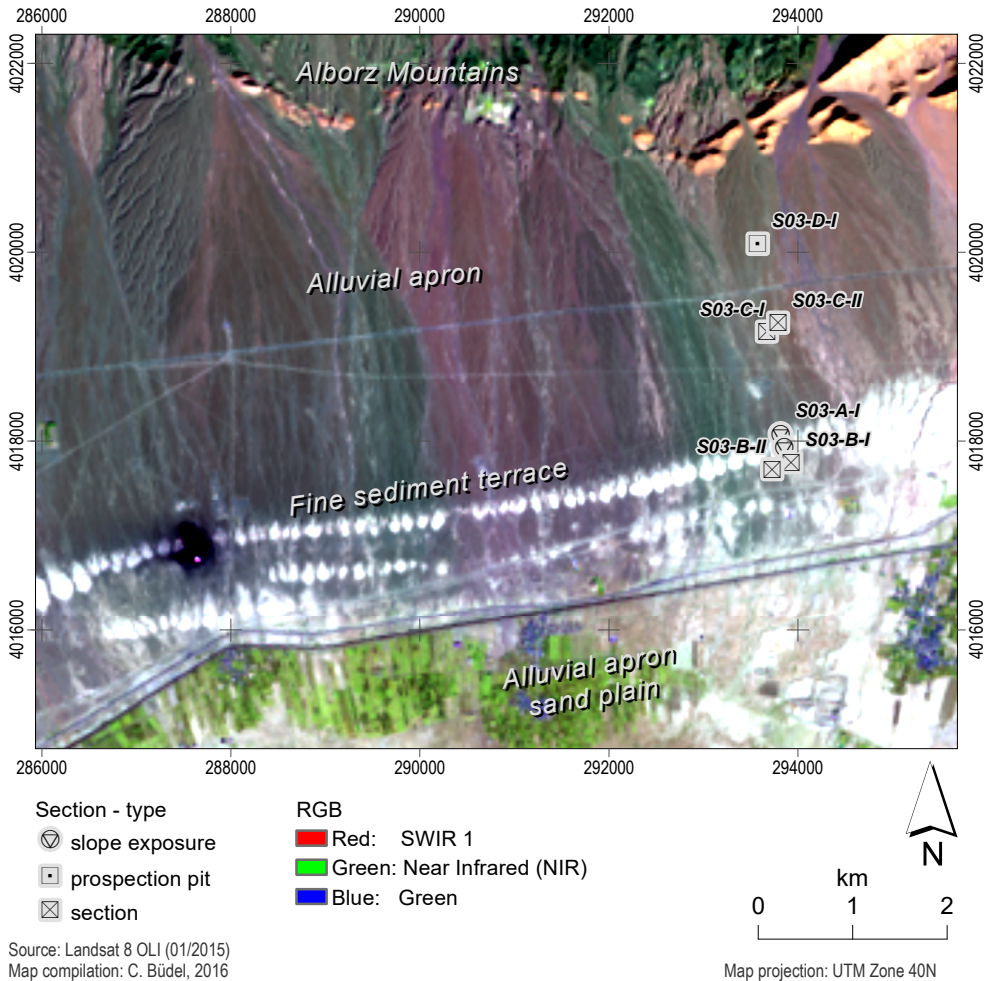 286000 288000 290000 292000 294000
4022000 4022000
Alborz Mountains
S03-D-I
4020000 4020000
Alluvial apron
S03-C-I S03-C-II
S03-A-I
4018000 4018000
S03-B-II S03-B-I
Fine sediment terrace
4016000 4016000
Alluvial apron
sand plain
286000 288000 290000 292000 294000
Section - type
slope exposure
prospection pit
section
RGB
Red: SWIR 1
Green: Near Infrared (NIR)
Blue: Green
N
km
0 1 2
Source: Landsat 8 OLI (01/2015)
Map compilation: C. Büdel, 2016
Map projection: UTM Zone 40N